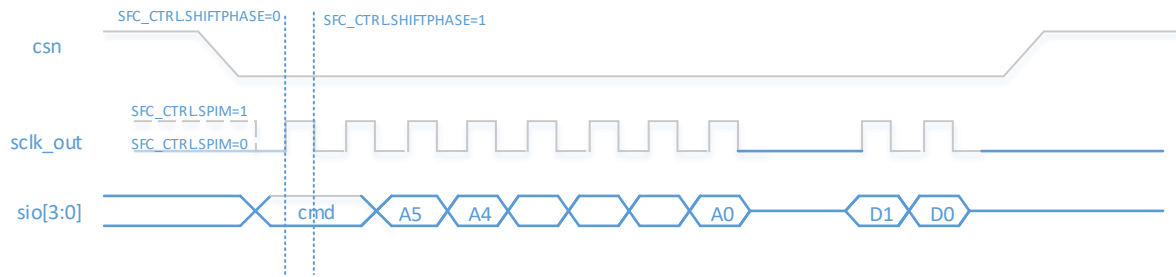 SFC_CTRL.SHIFTPHASE=0
SFC_CTRL.SHIFTPHASE=1
csn
SFC_CTRL.SPIM=1
sclk_out
SFC_CTRL.SPIM=0
sio[3:0]
cmd
A5
A4
A0
D1
D0